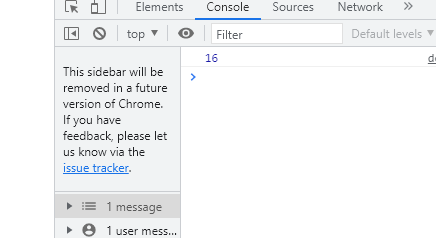 Elements Console Sources Network »
top ▼ Filter Default levels ▼
16
This sidebar will be
removed in a future
version of Chrome.
If you have
feedback, please let
us know via the
issue tracker.
1 message
1 user mess...